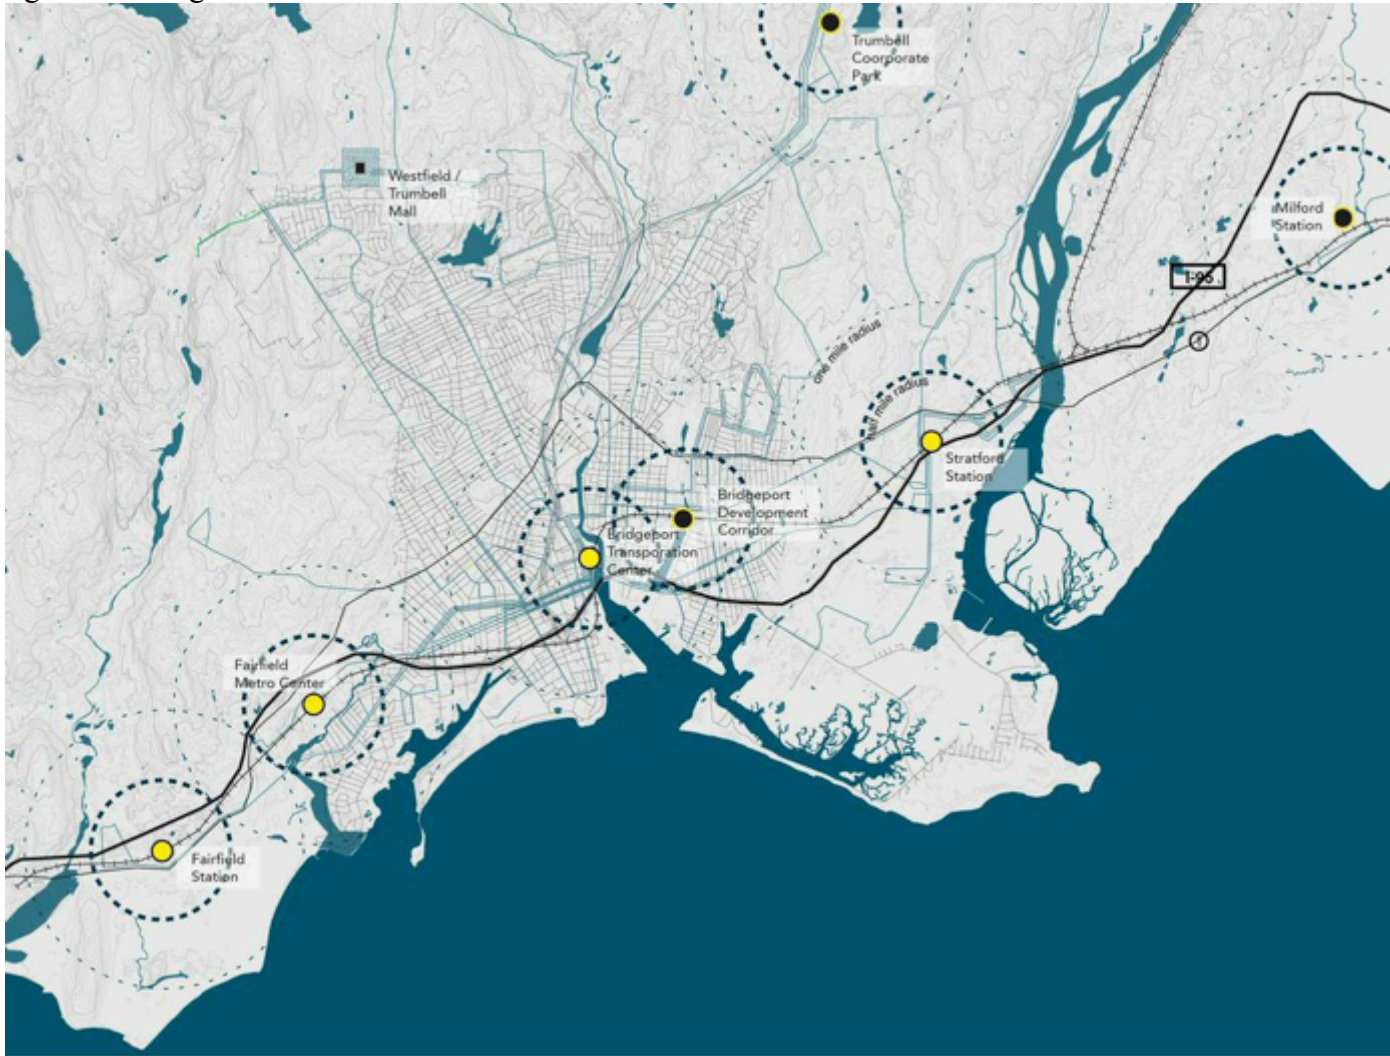 Trumbell
Coorporate
Park
Westfield /
Trumbell
Mall
Milford
Station
I-95
one mile radius
half mile radius
Stratford
Station
Bridgeport
Development
Corridor
Bridgeport
Transporation
Center
Fairfield
Metro Center
Fairfield
Station